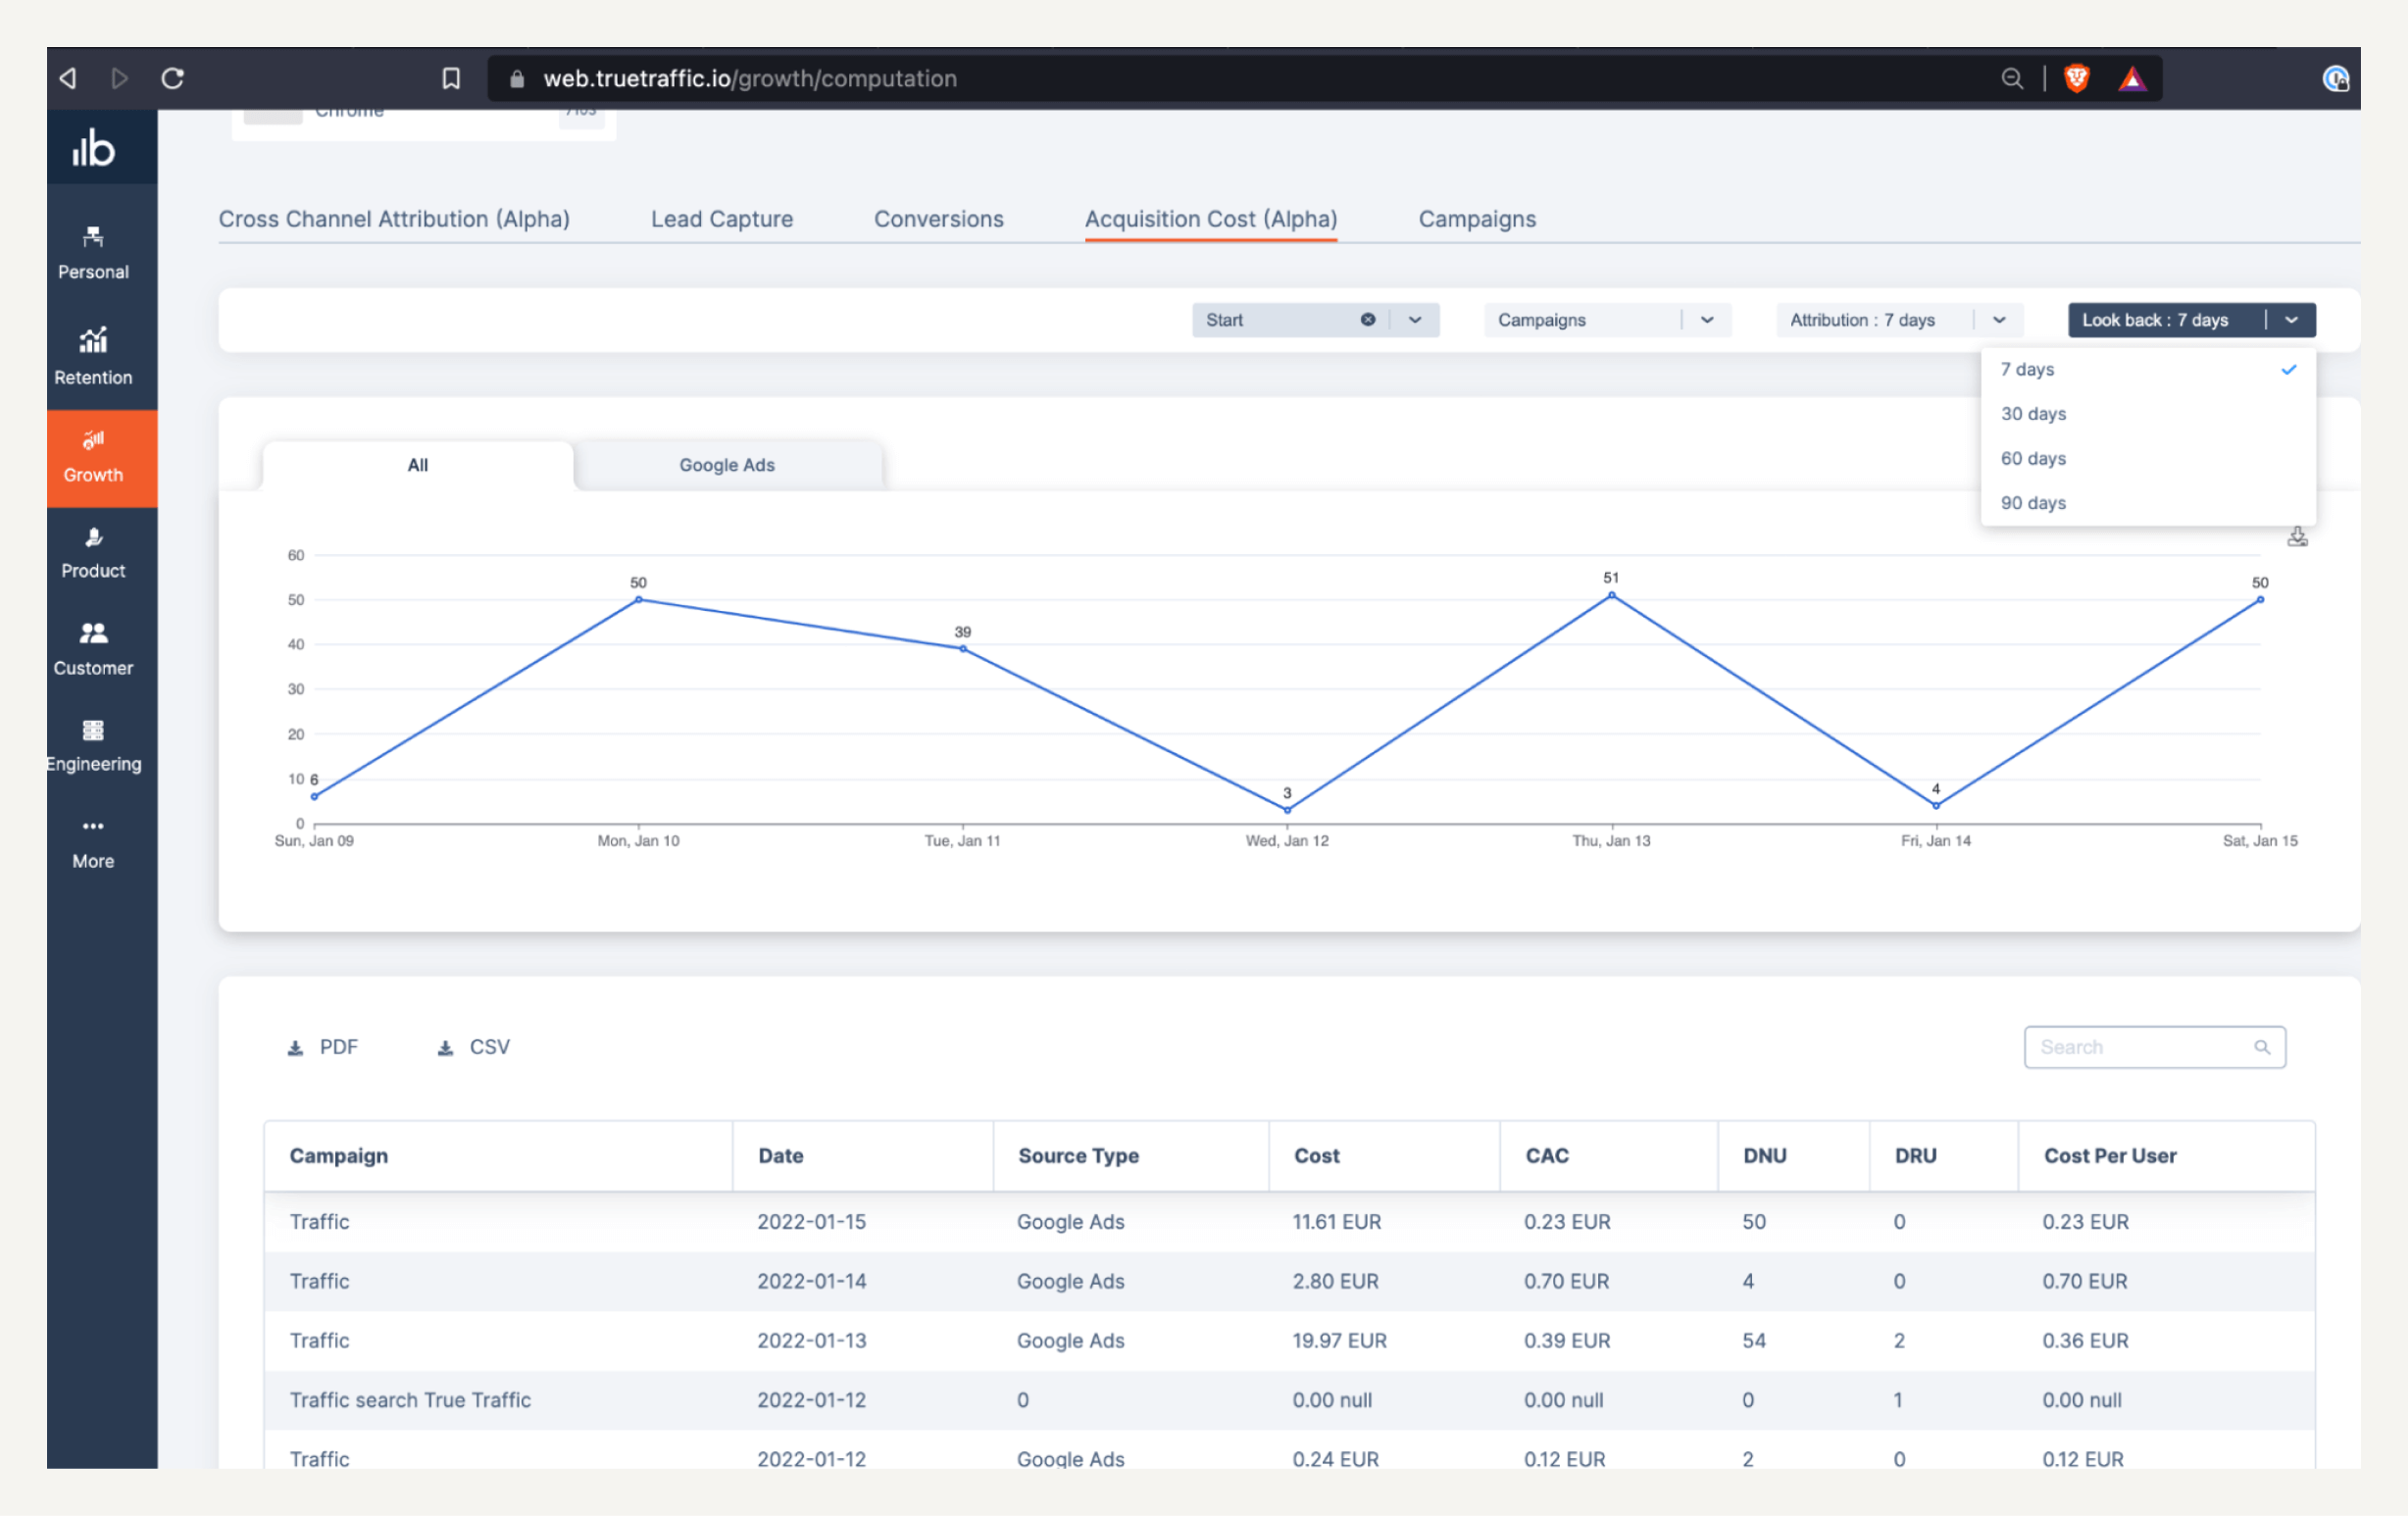 web.truetraffic.io/growth/computation
Chrome
ılb
Personal
Retention
Growth
Product
Customer
Engineering
More
Cross Channel Attribution (Alpha) Lead Capture Conversions Acquisition Cost (Alpha) Campaigns
Start Campaigns Attribution : 7 days Look back : 7 days
7 days
30 days
60 days
90 days
All Google Ads
60
50
40
30
20
10
0
6 50 39 3 51 4 50
Sun, Jan 09 Mon, Jan 10 Tue, Jan 11 Wed, Jan 12 Thu, Jan 13 Fri, Jan 14 Sat, Jan 15
PDF CSV Search
Campaign Date Source Type Cost CAC DNU DRU Cost Per User
Traffic 2022-01-15 Google Ads 11.61 EUR 0.23 EUR 50 0 0.23 EUR
Traffic 2022-01-14 Google Ads 2.80 EUR 0.70 EUR 4 0 0.70 EUR
Traffic 2022-01-13 Google Ads 19.97 EUR 0.39 EUR 54 2 0.36 EUR
Traffic search True Traffic 2022-01-12 0 0.00 null 0.00 null 0 1 0.00 null
Traffic 2022-01-12 Google Ads 0.24 EUR 0.12 EUR 2 0 0.12 EUR